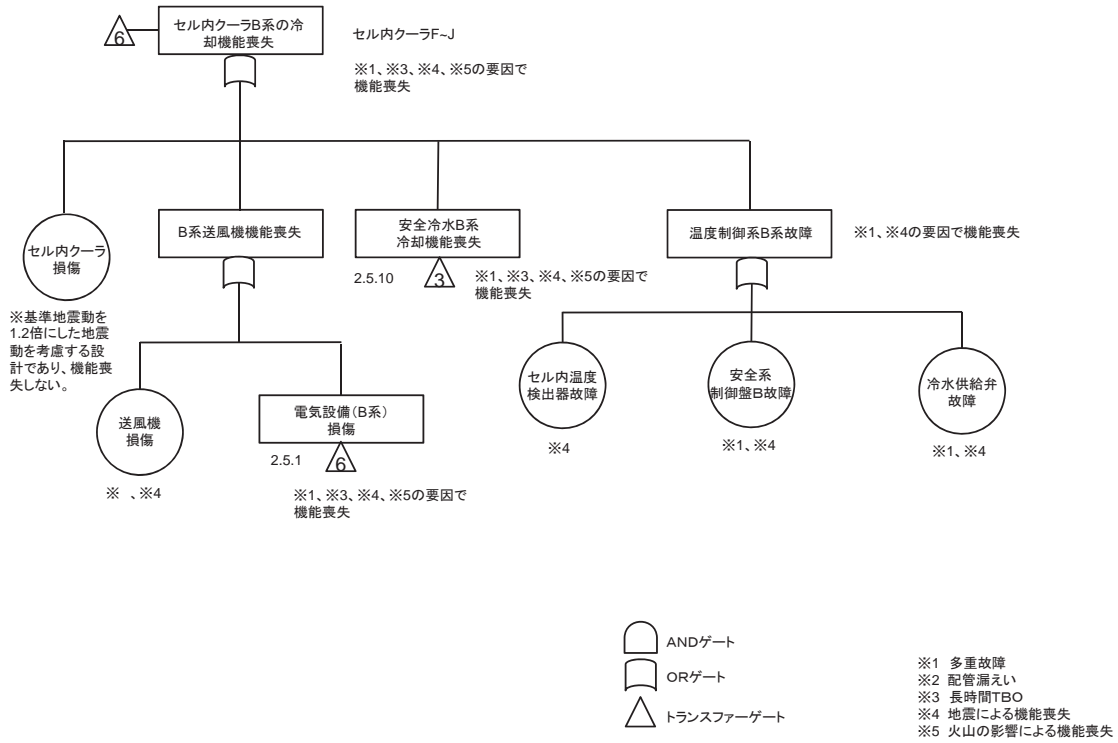 セル内クーラB系の冷
却機能喪失
6
セル内クーラF~J
※1、※3、※4、※5の要因で
機能喪失
セル内クーラ
損傷
※基準地震動を
1.2倍にした地震
動を考慮する設
計であり、機能喪
失しない。
B系送風機機能喪失
安全冷水B系
冷却機能喪失
2.5.10
3
※1、※3、※4、※5の要因で
機能喪失
温度制御系B系故障
※1、※4の要因で機能喪失
送風機
損傷
※ 、※4
電気設備(B系)
損傷
2.5.1
6
※1、※3、※4、※5の要因で
機能喪失
セル内温度
検出器故障
※4
安全系
制御盤B故障
※1、※4
冷水供給弁
故障
※1、※4
ANDゲート
ORゲート
トランスファーゲート
※1 多重故障
※2 配管漏えい
※3 長時間TBO
※4 地震による機能喪失
※5 火山の影響による機能喪失